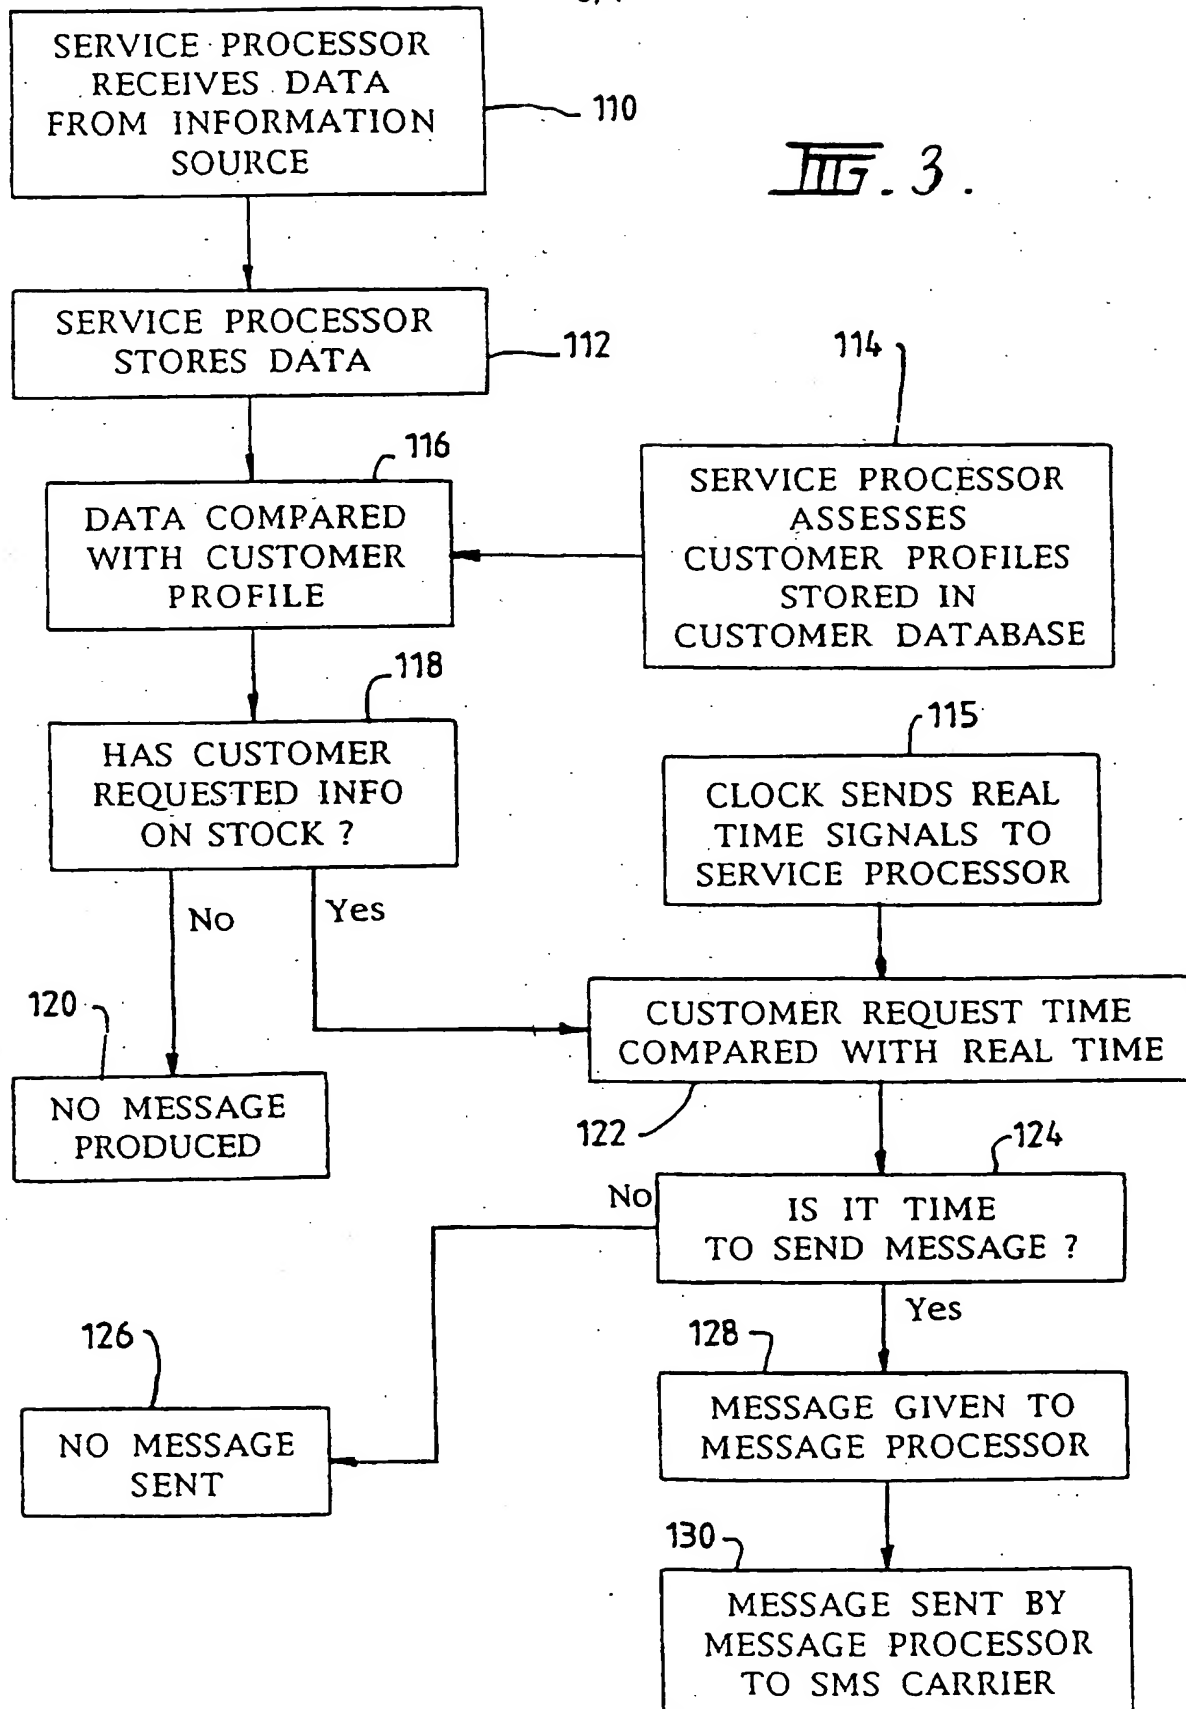 SERVICE PROCESSOR
RECEIVES DATA
FROM INFORMATION
SOURCE
110
FIG. 3.
SERVICE PROCESSOR
STORES DATA
112
114
116
DATA COMPARED
WITH CUSTOMER
PROFILE
SERVICE PROCESSOR
ASSESSES
CUSTOMER PROFILES
STORED IN
CUSTOMER DATABASE
118
HAS CUSTOMER
REQUESTED INFO
ON STOCK ?
115
CLOCK SENDS REAL
TIME SIGNALS TO
SERVICE PROCESSOR
No
Yes
120
NO MESSAGE
PRODUCED
CUSTOMER REQUEST TIME
COMPARED WITH REAL TIME
122
124
No
IS IT TIME
TO SEND MESSAGE ?
Yes
126
NO MESSAGE
SENT
128
MESSAGE GIVEN TO
MESSAGE PROCESSOR
130
MESSAGE SENT BY
MESSAGE PROCESSOR
TO SMS CARRIER